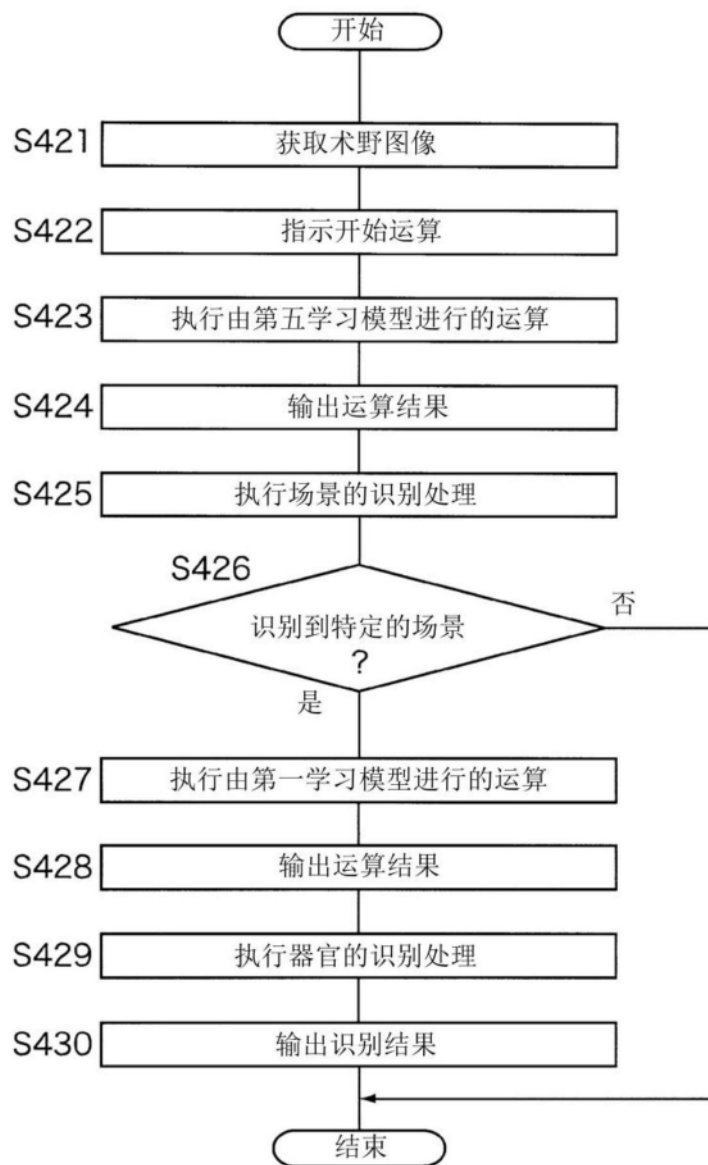 开始
S421 获取术野图像
S422 指示开始运算
S423 执行由第五学习模型进行的运算
S424 输出运算结果
S425 执行场景的识别处理
S426
识别到特定的场景
?
否
是
S427 执行由第一学习模型进行的运算
S428 输出运算结果
S429 执行器官的识别处理
S430 输出识别结果
结束